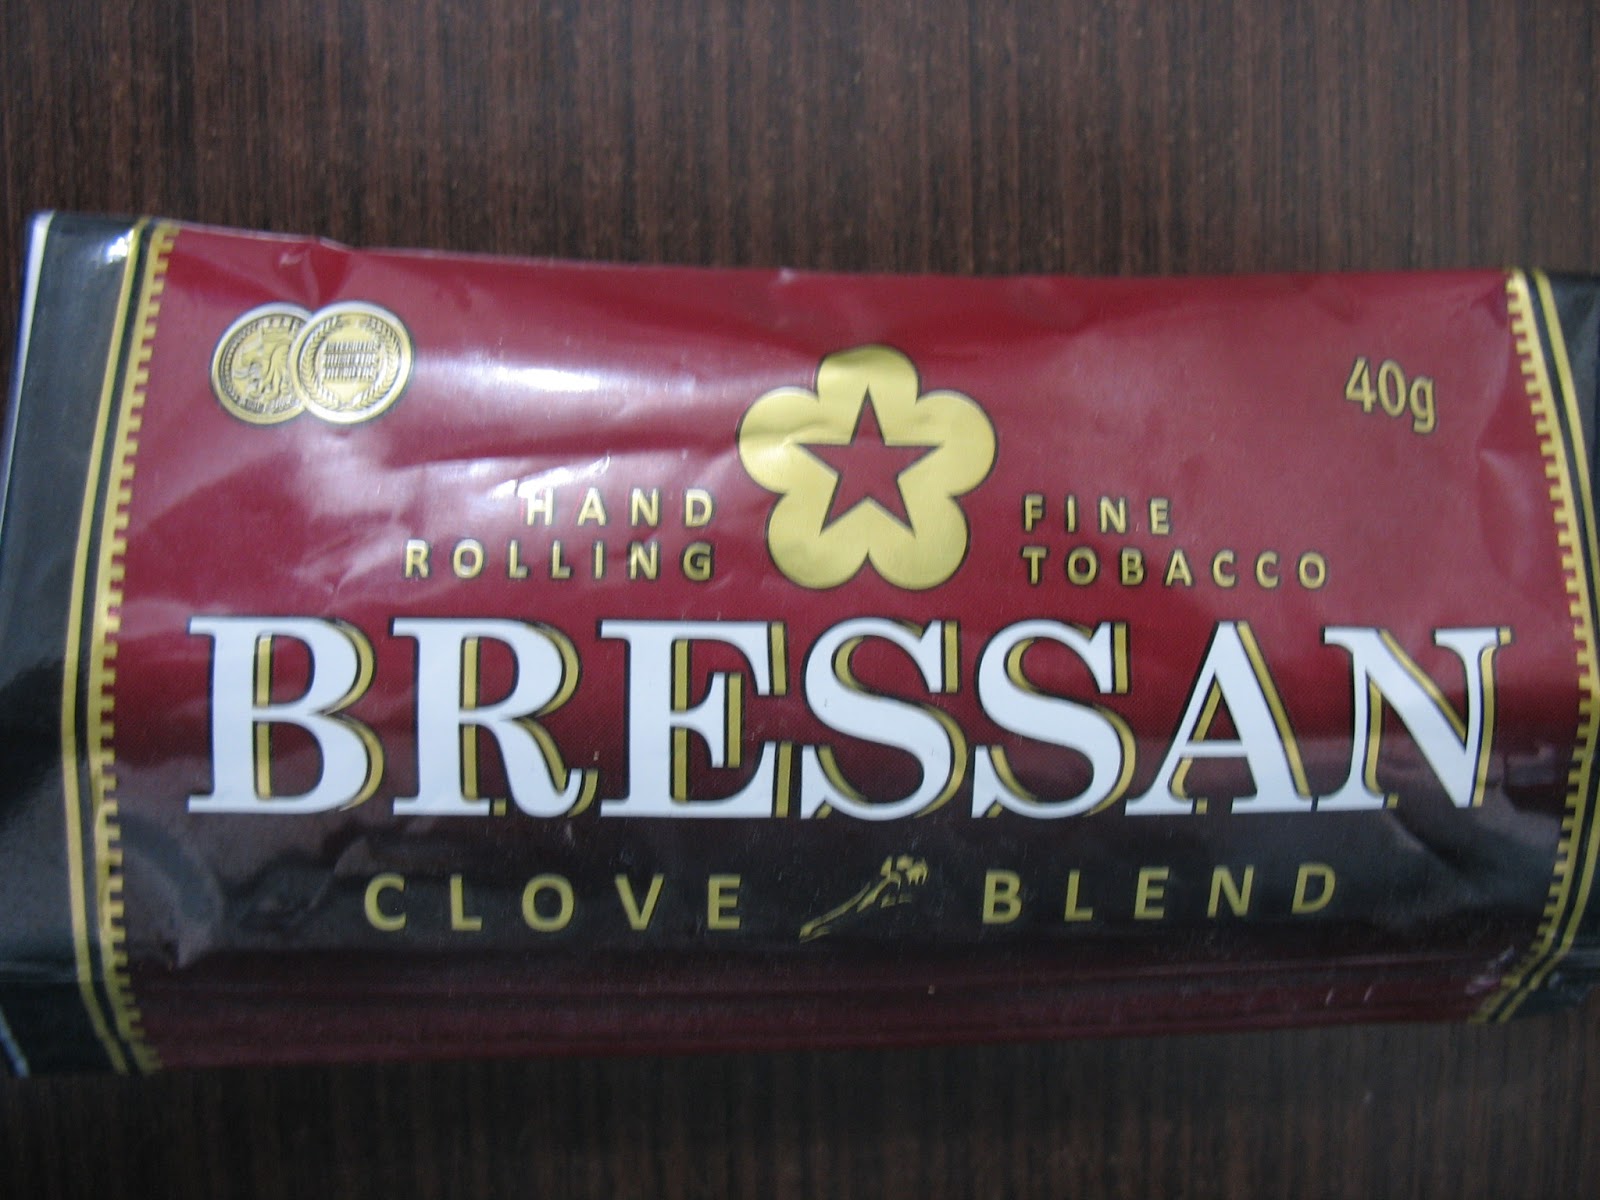 40g
HAND FINE
ROLLING TOBACCO
BRESSAN
CLOVE BLEND